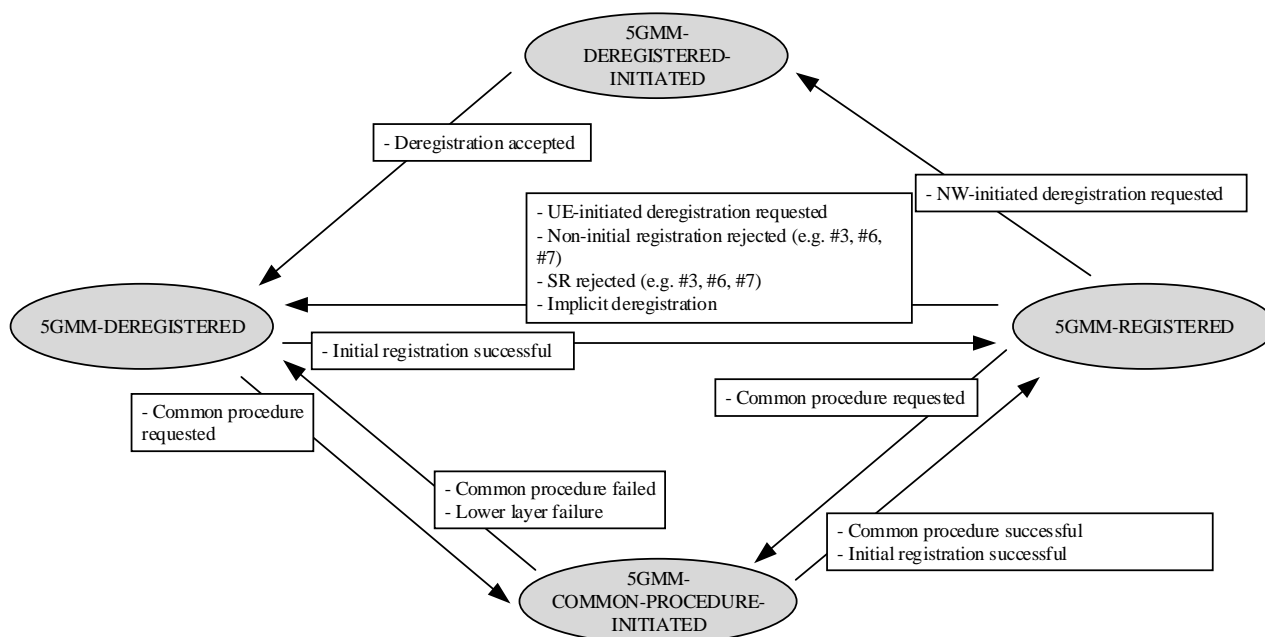 5GMM-
DEREGISTERED-
INITIATED
- Deregistration accepted
- NW-initiated deregistration requested
- UE-initiated deregistration requested
- Non-initial registration rejected (e.g. #3, #6,
#7)
- SR rejected (e.g. #3, #6, #7)
- Implicit deregistration
5GMM-DEREGISTERED
5GMM-REGISTERED
- Initial registration successful
- Common procedure
requested
- Common procedure requested
- Common procedure failed
- Lower layer failure
- Common procedure successful
- Initial registration successful
5GMM-
COMMON-PROCEDURE-
INITIATED